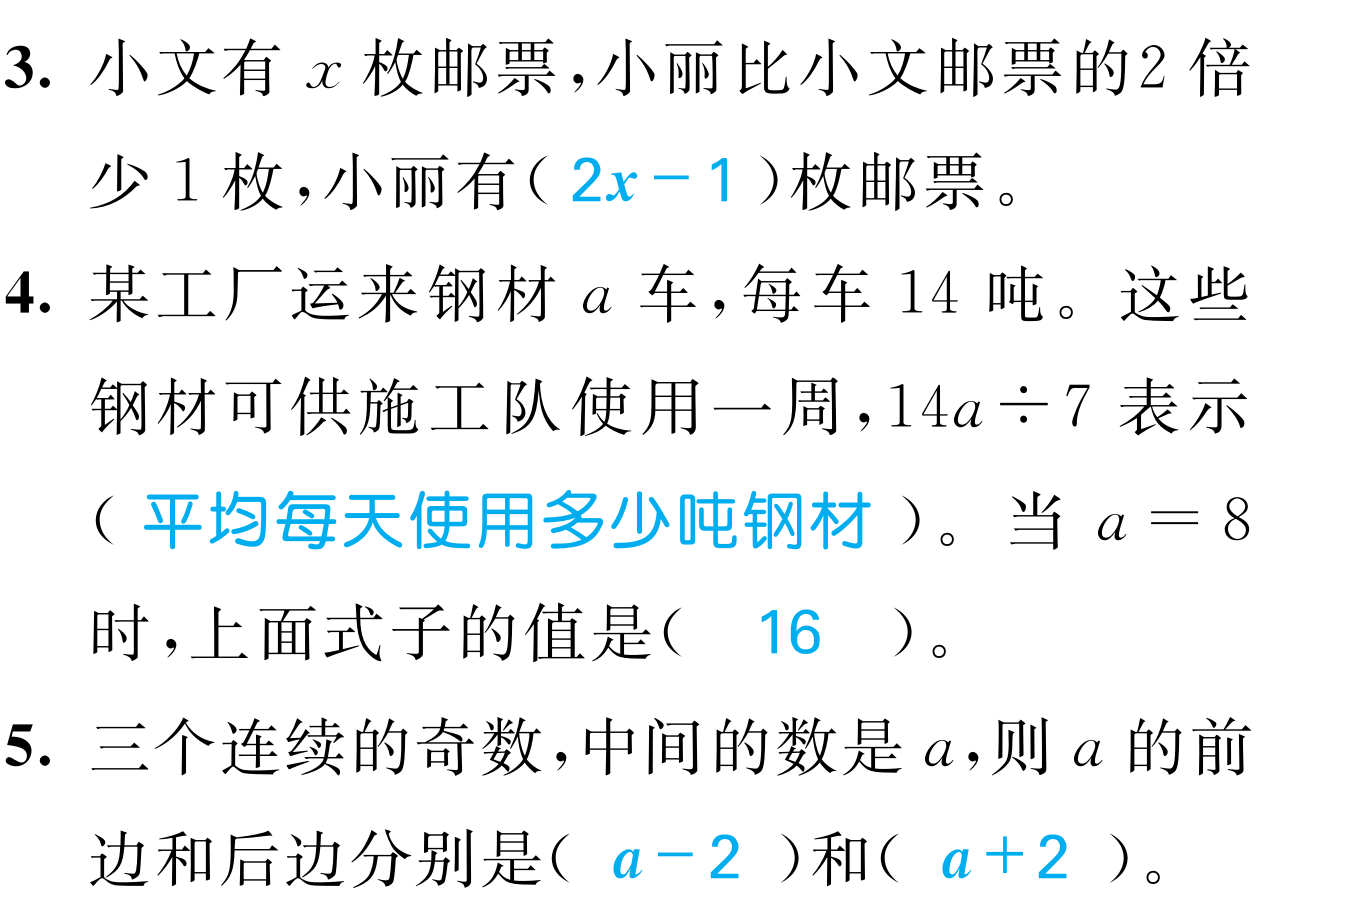 3. 小文有 x 枚邮票,小丽比小文邮票的2 倍
少 1 枚,小丽有( 2x－1 )枚邮票。
4. 某工厂运来钢材 a 车,每车 14 吨。这些
钢材可供施工队使用一周,14a÷7 表示
( 平均每天使用多少吨钢材 )。当 a＝8
时,上面式子的值是( 16 )。
5. 三个连续的奇数,中间的数是 a,则 a 的前
边和后边分别是( a－2 )和( a＋2 )。